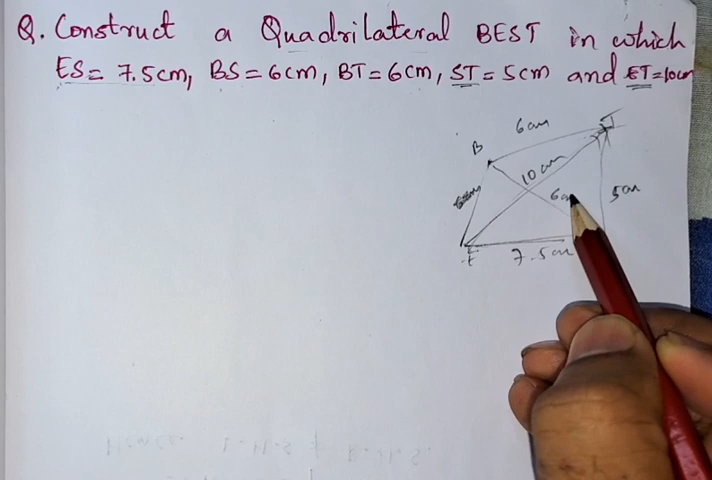 Q. Construct a Quadrilateral BEST in which
ES = 7.5cm, BS = 6cm, BT = 6cm, ST = 5cm and ET = 10cm
6cm
B
10cm
5cm
E
7.5cm